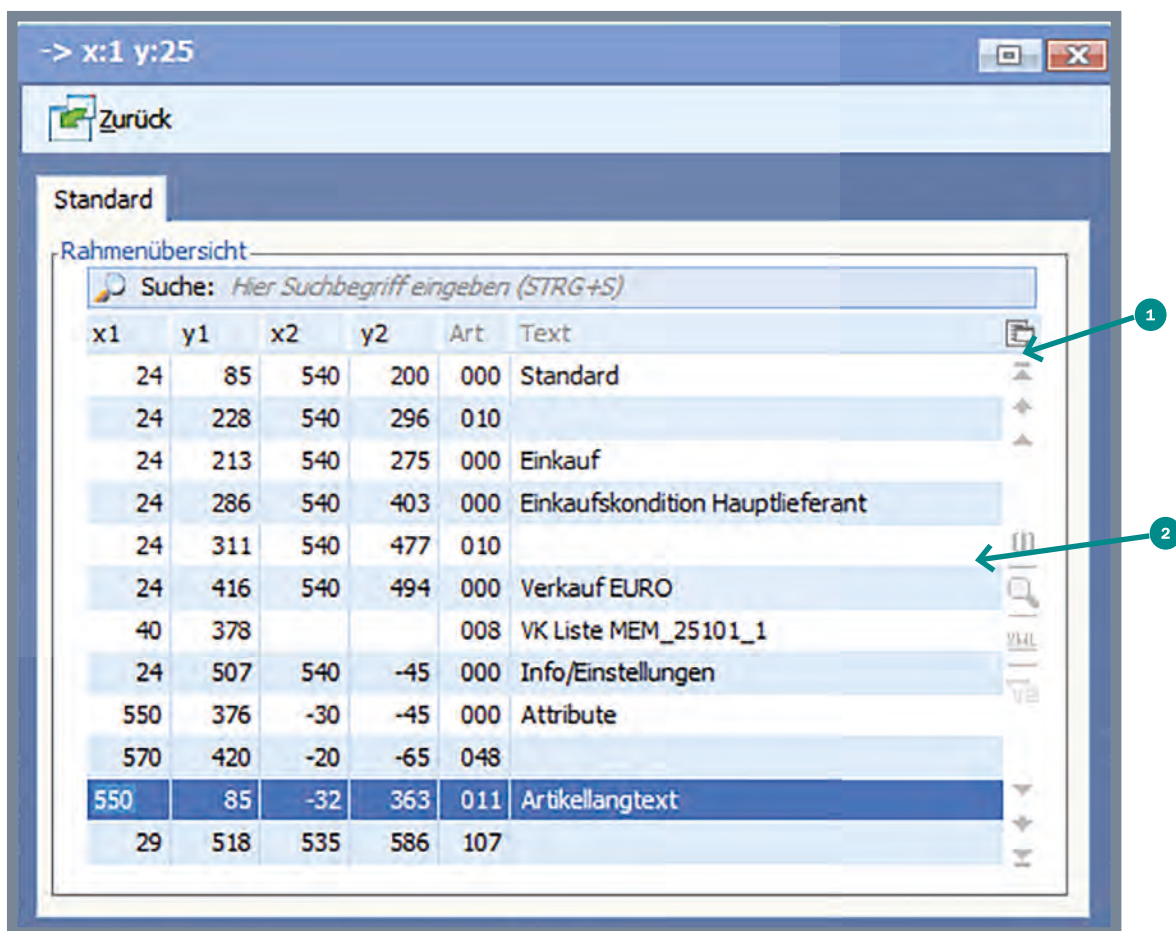 -> x:1 y:25
Zurück
Standard
Rahmenübersicht
Suche: Hier Suchbegriff eingeben (STRG+S)
x1 y1 x2 y2 Art Text
1
24 85 540 200 000 Standard
24 228 540 296 010
24 213 540 275 000 Einkauf
24 286 540 403 000 Einkaufskondition Hauptlieferant
24 311 540 477 010
2
24 416 540 494 000 Verkauf EURO
40 378 008 VK Liste MEM_25101_1
24 507 540 -45 000 Info/Einstellungen
550 376 -30 -45 000 Attribute
570 420 -20 -65 048
550 85 -32 363 011 Artikellangtext
29 518 535 586 107